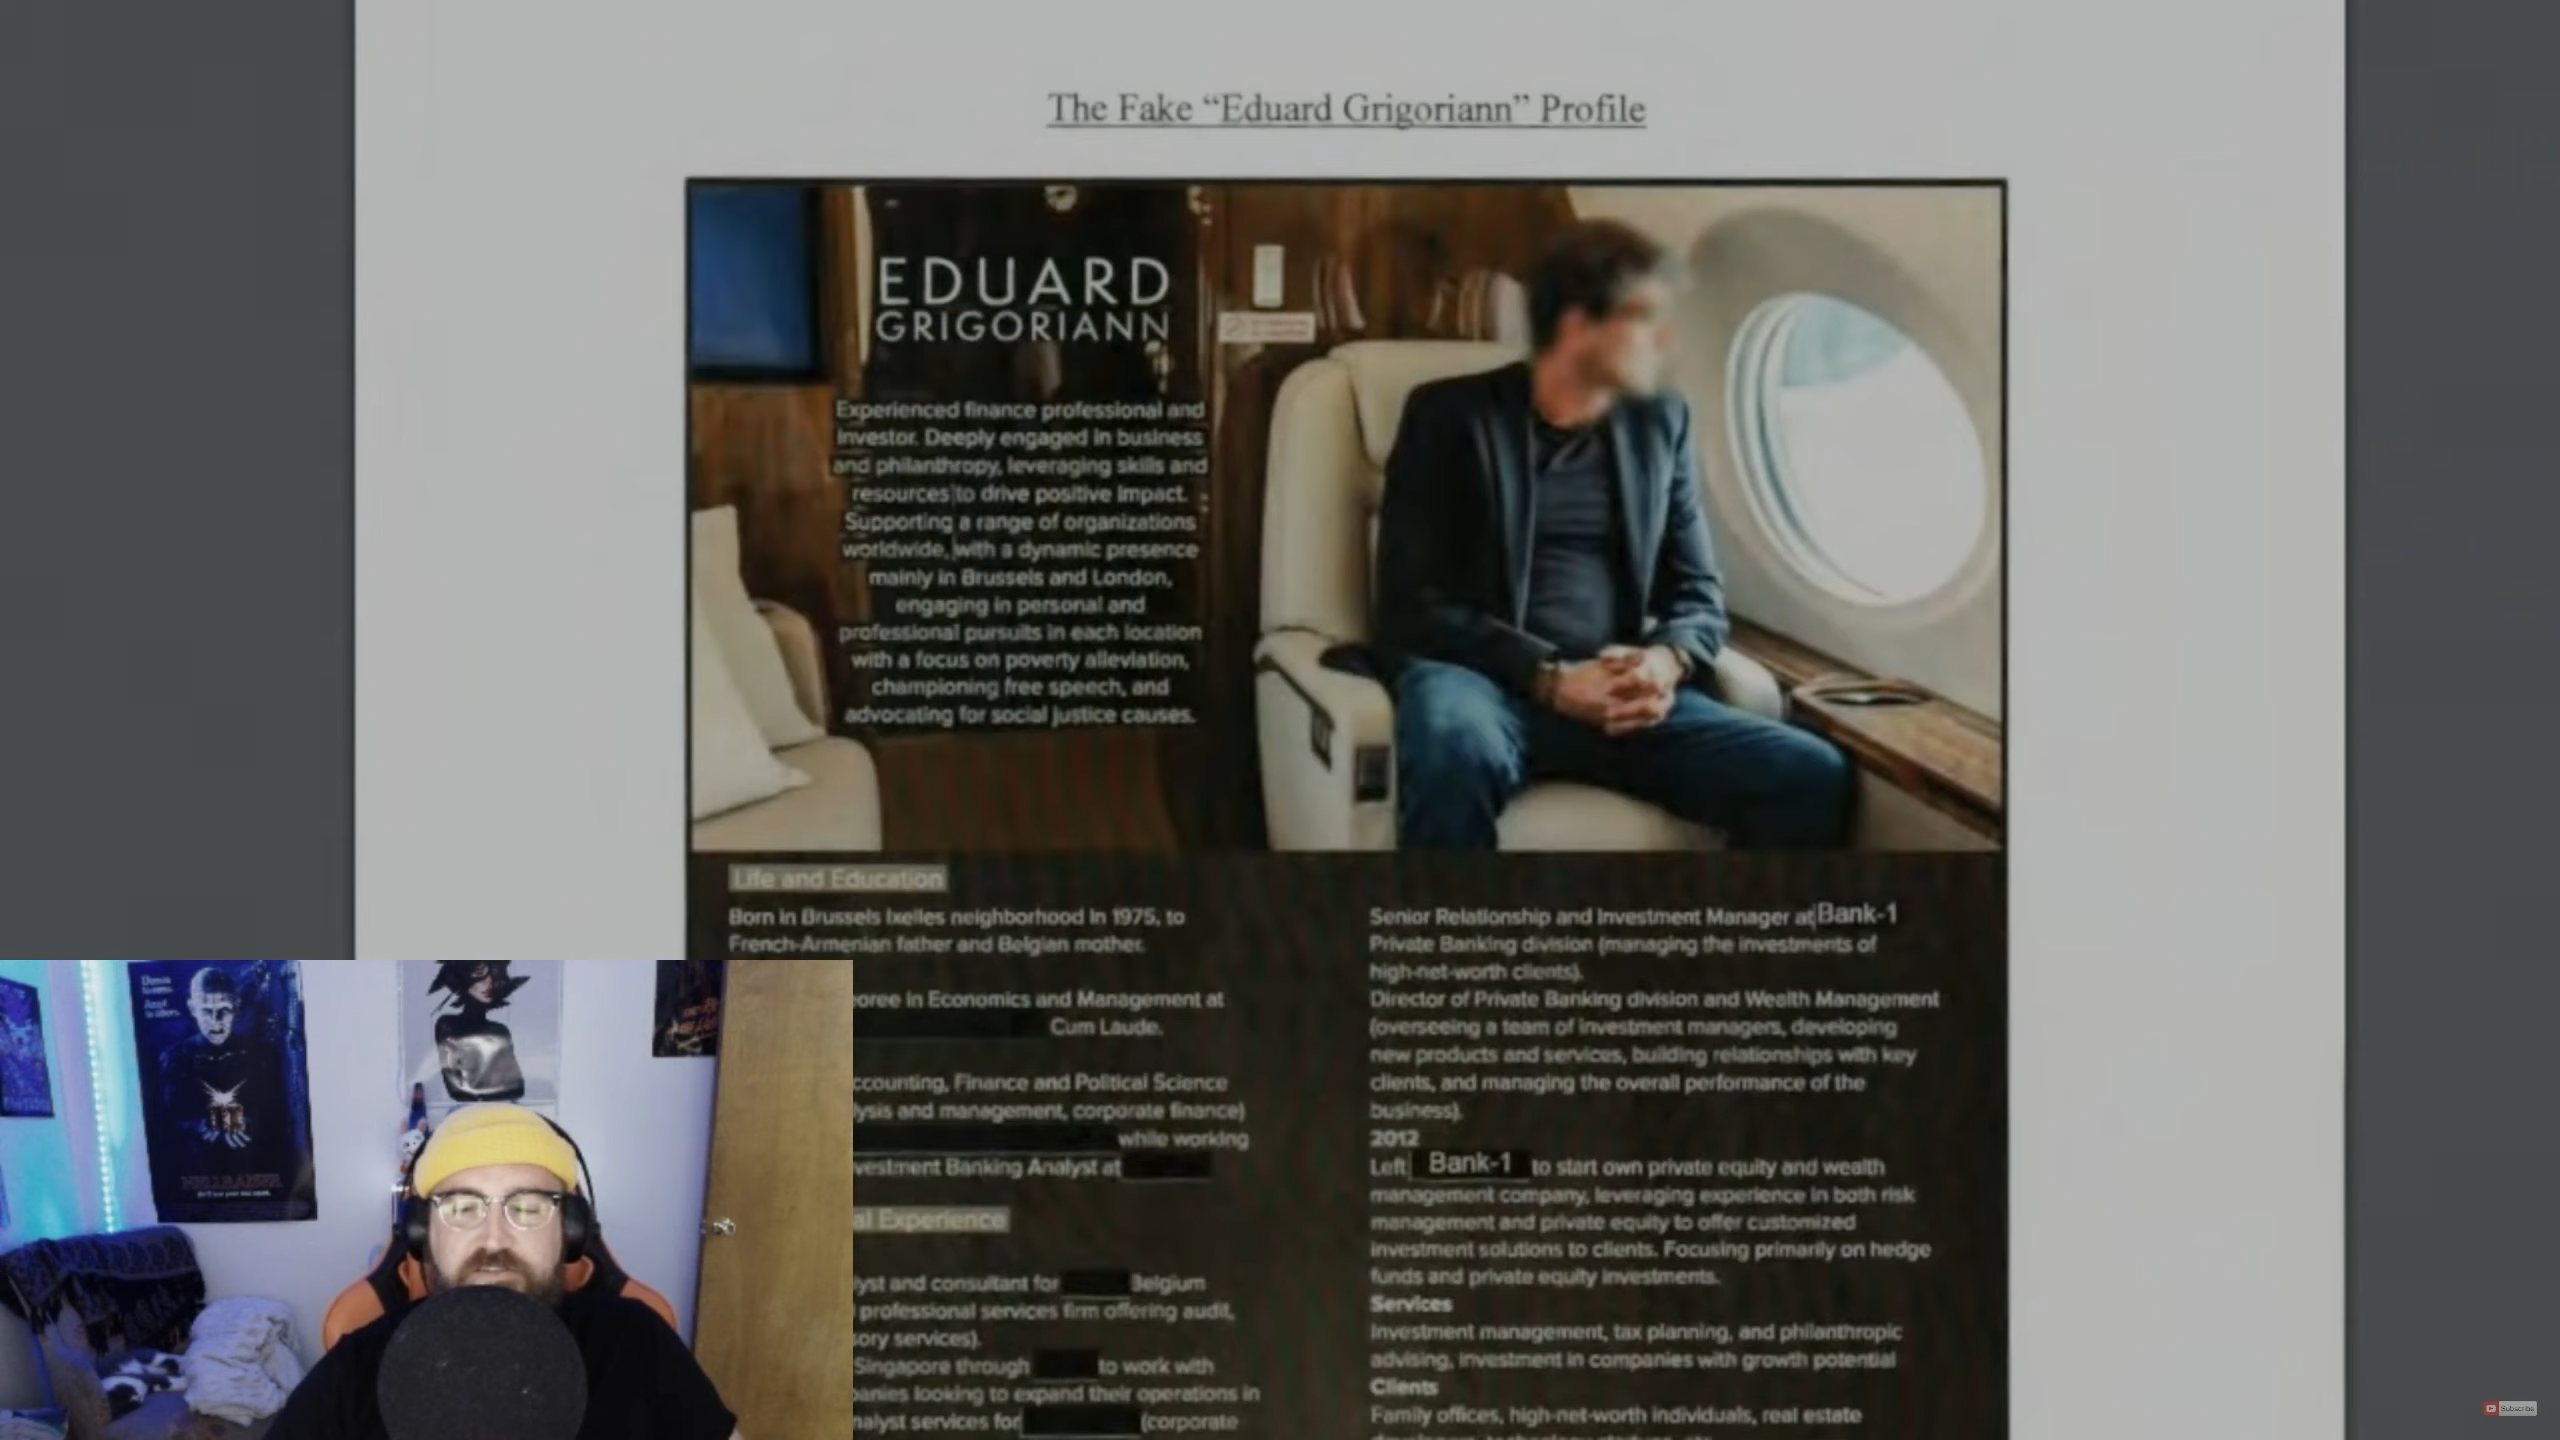 The Fake “Eduard Grigoriann” Profile
EDUARD
GRIGORIANN
Experienced finance professional and
investor. Deeply engaged in business
and philanthropy, leveraging skills and
resources to drive positive impact.
Supporting a range of organizations
worldwide, with a dynamic presence
mainly in Brussels and London,
engaging in personal and
professional pursuits in each location
with a focus on poverty alleviation,
championing free speech, and
advocating for social justice causes.
Life and Education
Born in Brussels Ixelles neighborhood in 1975, to
French-Armenian father and Belgian mother.
in Economics and Management at
Cum Laude.
Accounting, Finance and Political Science
and management, corporate finance)
while working
Banking Analyst at
Experience
and consultant for Belgium
professional services firm offering audit,
services).
Singapore through to work with
looking to expand their operations in
services for (corporate
Senior Relationship and Investment Manager at Bank-1
Private Banking division (managing the investments of
high-net-worth clients).
Director of Private Banking division and Wealth Management
(overseeing a team of investment managers, developing
new products and services, building relationships with key
clients, and managing the overall performance of the
business).
2012
Left Bank-1 to start own private equity and wealth
management company, leveraging experience in both risk
management and private equity to offer customized
investment solutions to clients. Focusing primarily on hedge
funds and private equity investments.
Services
Investment management, tax planning, and philanthropic
advising, investment in companies with growth potential
Clients
Family offices, high-net-worth individuals, real estate
HELLRAISER
Subscribe